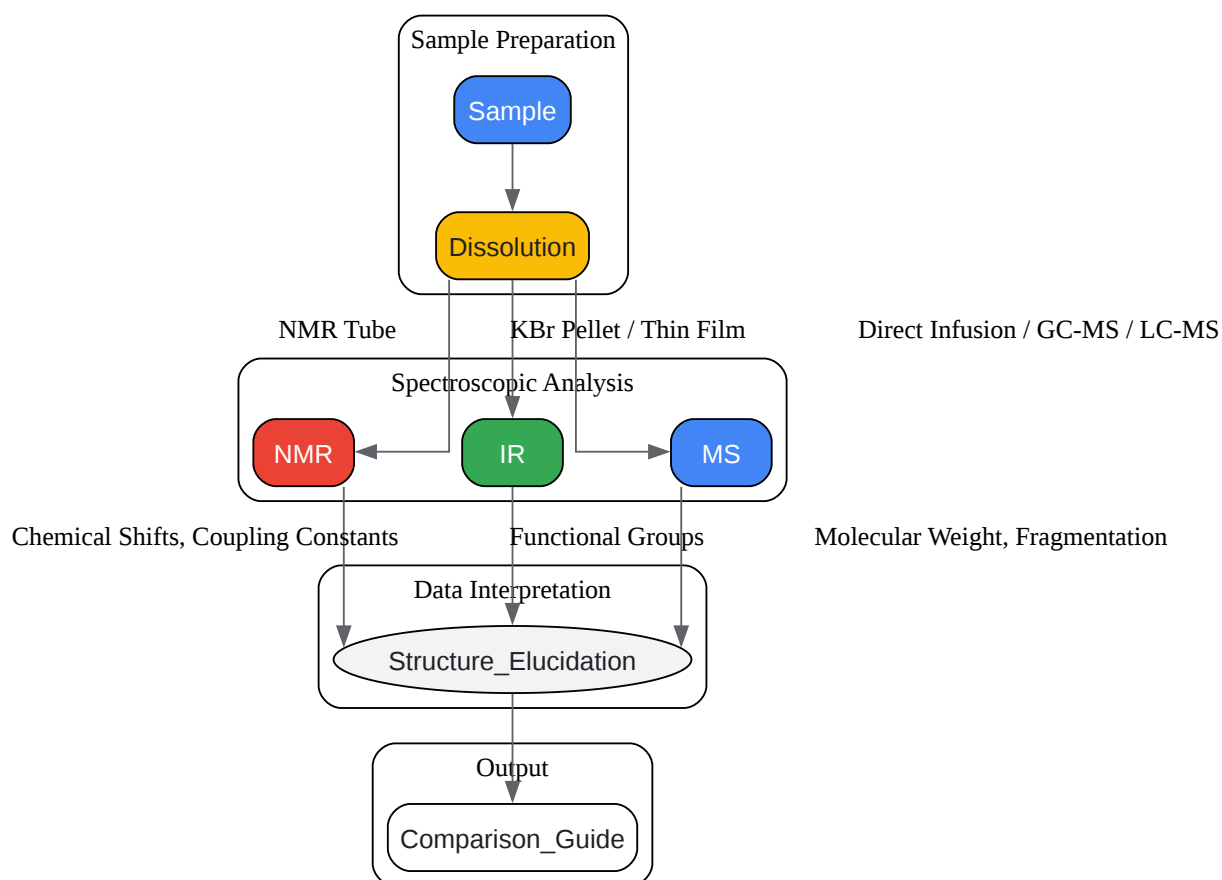 Sample Preparation
Sample
Dissolution
NMR Tube
KBr Pellet / Thin Film
Direct Infusion / GC-MS / LC-MS
Spectroscopic Analysis
NMR
IR
MS
Chemical Shifts, Coupling Constants
Functional Groups
Molecular Weight, Fragmentation
Data Interpretation
Structure_Elucidation
Output
Comparison_Guide